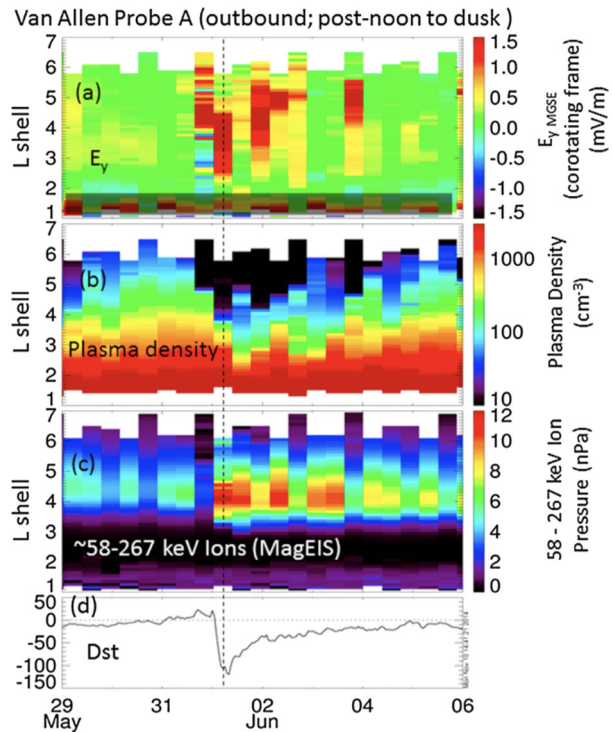 Van Allen Probe A (outbound; post-noon to dusk )
7
6
5
4
3
2
1
L shell
(a)
E_y
1.5
1.0
0.5
0.0
-0.5
-1.0
-1.5
E_y MGSE
(corotating frame)
(mV/m)
7
6
5
4
3
2
1
L shell
(b)
Plasma density
1000
100
10
Plasma Density
(cm⁻³)
7
6
5
4
3
2
1
L shell
(c)
~58-267 keV Ions (MagEIS)
12
10
8
6
4
2
0
58 - 267 keV Ion
Pressure (nPa)
50
0
-50
-100
-150
(d)
Dst
29 31 02 04 06
May Jun